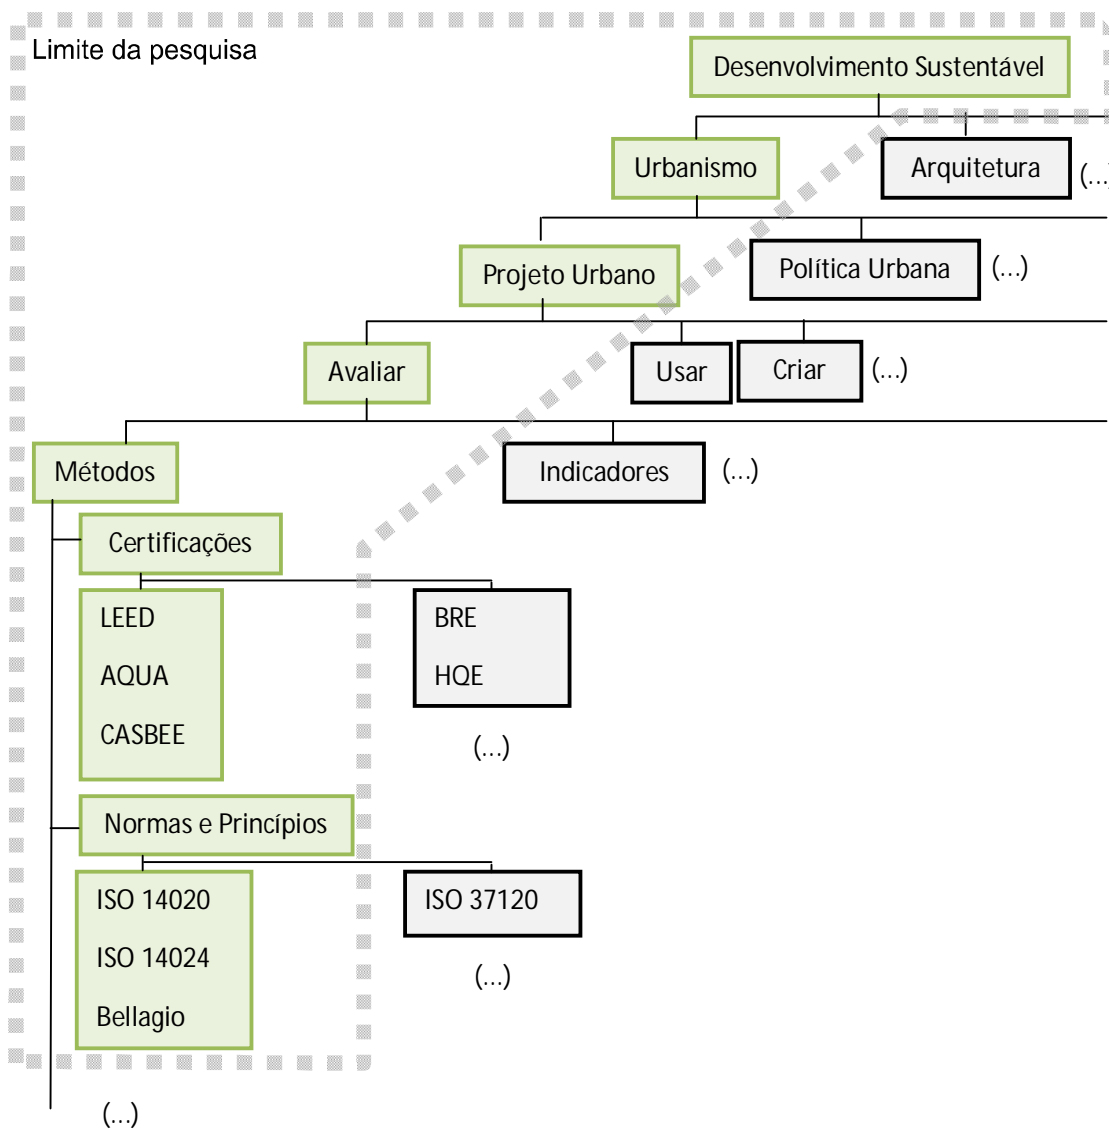 Limite da pesquisa
Desenvolvimento Sustentável
Urbanismo
Arquitetura
(...)
Projeto Urbano
Política Urbana
(...)
Avaliar
Usar
Criar
(...)
Métodos
Indicadores
(...)
Certificações
LEED
AQUA
CASBEE
BRE
HQE
(...)
Normas e Princípios
ISO 14020
ISO 14024
Bellagio
ISO 37120
(...)
(...)